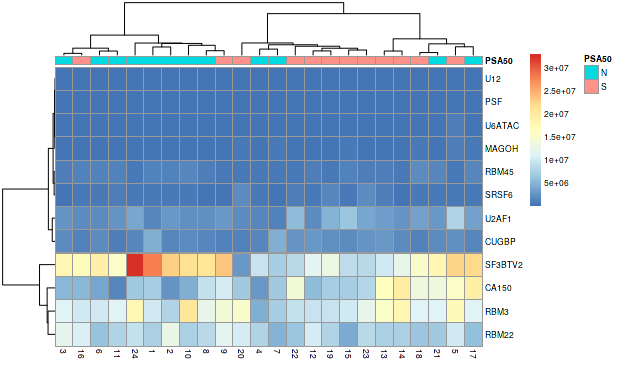 PSA50
U12
PSF
U6ATAC
MAGOH
RBM45
SRSF6
U2AF1
CUGBP
SF3BTV2
CA150
RBM3
RBM22
3 16 6 11 24 1 2 10 8 9 20 4 7 22 12 19 15 23 13 14 18 21 5 17
3e+07
2.5e+07
2e+07
1.5e+07
1e+07
5e+06
PSA50
N
S